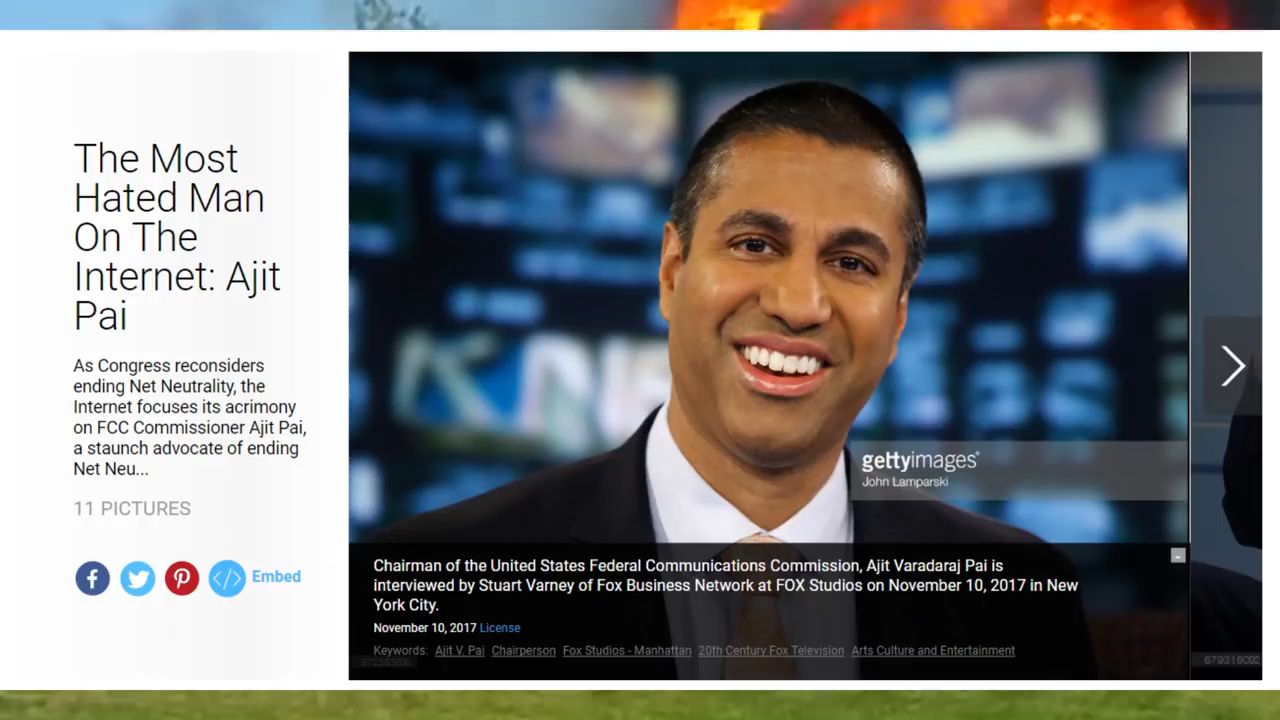 The Most
Hated Man
On The
Internet: Ajit
Pai
As Congress reconsiders
ending Net Neutrality, the
Internet focuses its acrimony
on FCC Commissioner Ajit Pai,
a staunch advocate of ending
Net Neu...
11 PICTURES
Embed
gettyimages®
John Lamparski
Chairman of the United States Federal Communications Commission, Ajit Varadaraj Pai is
interviewed by Stuart Varney of Fox Business Network at FOX Studios on November 10, 2017 in New
York City.
November 10, 2017 License
Keywords: Ajit V. Pai Chairperson Fox Studios - Manhattan 20th Century Fox Television Arts Culture and Entertainment